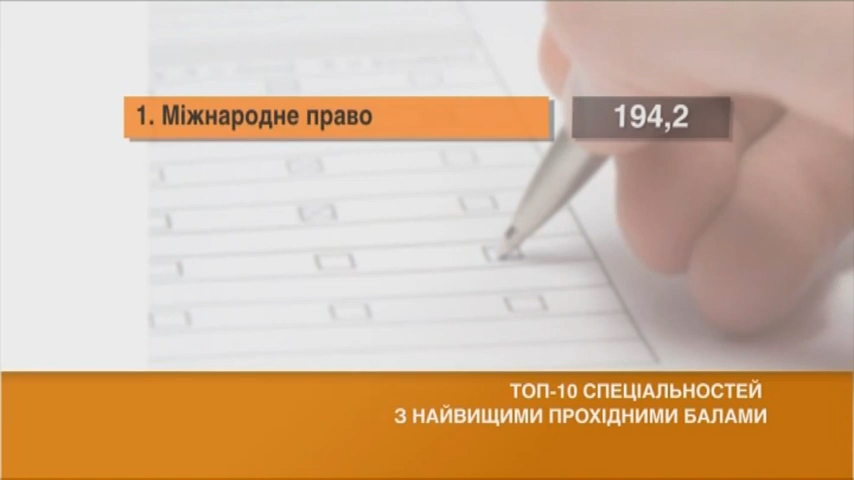 1. Міжнародне право 194,2
ТОП-10 СПЕЦІАЛЬНОСТЕЙ
З НАЙВИЩИМИ ПРОХІДНИМИ БАЛАМИ